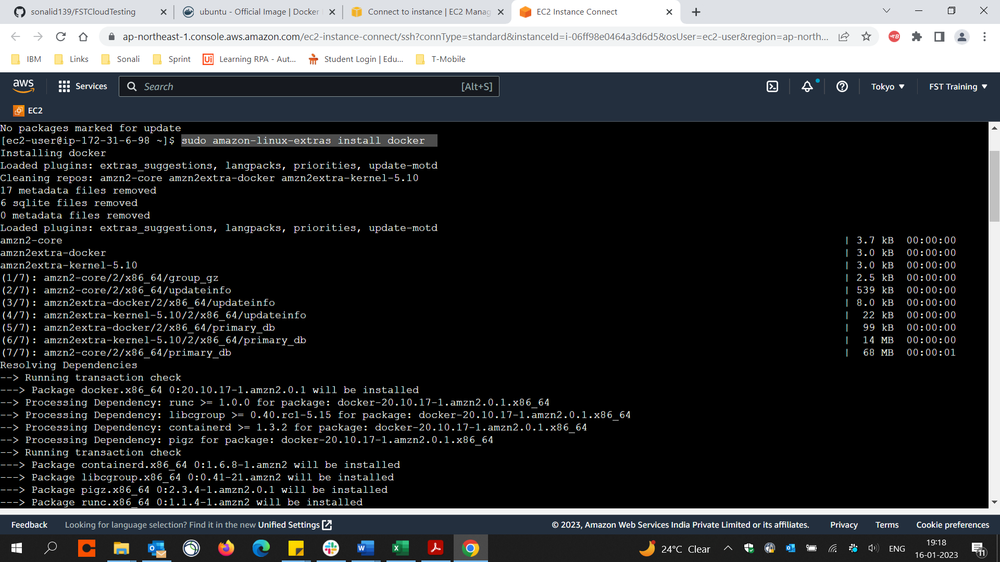 sonalid139/FSTCloudTesting
ubuntu - Official Image | Docker
Connect to instance | EC2 Manag
EC2 Instance Connect
ap-northeast-1.console.aws.amazon.com/ec2-instance-connect/ssh?connType=standard&instanceId=i-06ff98e0464a3d6d5&osUser=ec2-user&region=ap-north...
IBM
Links
Sonali
Sprint
Ui
Learning RPA - Aut...
Student Login | Edu...
T-Mobile
aws
Services
Search
[Alt+S]
Tokyo
FST Training
EC2
No packages marked for update
[ec2-user@ip-172-31-6-98 ~]$ sudo amazon-linux-extras install docker
Installing docker
Loaded plugins: extras_suggestions, langpacks, priorities, update-motd
Cleaning repos: amzn2-core amzn2extra-docker amzn2extra-kernel-5.10
17 metadata files removed
6 sqlite files removed
0 metadata files removed
Loaded plugins: extras_suggestions, langpacks, priorities, update-motd
amzn2-core | 3.7 kB 00:00:00
amzn2extra-docker | 3.0 kB 00:00:00
amzn2extra-kernel-5.10 | 3.0 kB 00:00:00
(1/7): amzn2-core/2/x86_64/group_gz | 2.5 kB 00:00:00
(2/7): amzn2-core/2/x86_64/updateinfo | 539 kB 00:00:00
(3/7): amzn2extra-docker/2/x86_64/updateinfo | 8.0 kB 00:00:00
(4/7): amzn2extra-kernel-5.10/2/x86_64/updateinfo | 22 kB 00:00:00
(5/7): amzn2extra-docker/2/x86_64/primary_db | 99 kB 00:00:00
(6/7): amzn2extra-kernel-5.10/2/x86_64/primary_db | 14 MB 00:00:00
(7/7): amzn2-core/2/x86_64/primary_db | 68 MB 00:00:01
Resolving Dependencies
--> Running transaction check
---> Package docker.x86_64 0:20.10.17-1.amzn2.0.1 will be installed
--> Processing Dependency: runc >= 1.0.0 for package: docker-20.10.17-1.amzn2.0.1.x86_64
--> Processing Dependency: libcgroup >= 0.40.rc1-5.15 for package: docker-20.10.17-1.amzn2.0.1.x86_64
--> Processing Dependency: containerd >= 1.3.2 for package: docker-20.10.17-1.amzn2.0.1.x86_64
--> Processing Dependency: pigz for package: docker-20.10.17-1.amzn2.0.1.x86_64
--> Running transaction check
---> Package containerd.x86_64 0:1.6.8-1.amzn2 will be installed
---> Package libcgroup.x86_64 0:0.41-21.amzn2 will be installed
---> Package pigz.x86_64 0:2.3.4-1.amzn2.0.1 will be installed
---> Package runc.x86_64 0:1.1.4-1.amzn2 will be installed
Feedback
Looking for language selection? Find it in the new Unified Settings
© 2023, Amazon Web Services India Private Limited or its affiliates.
Privacy
Terms
Cookie preferences
24°C Clear
ENG
19:18
16-01-2023
11